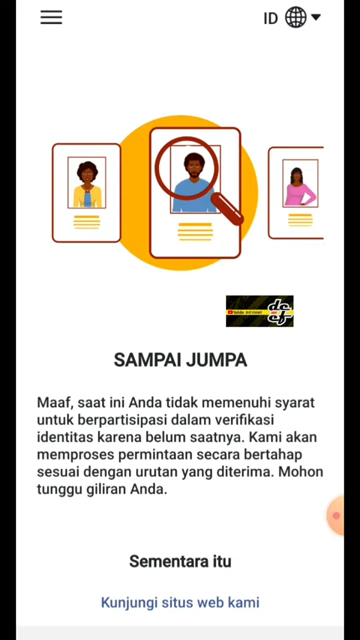 ID
SAMPAI JUMPA
Maaf, saat ini Anda tidak memenuhi syarat
untuk berpartisipasi dalam verifikasi
identitas karena belum saatnya. Kami akan
memproses permintaan secara bertahap
sesuai dengan urutan yang diterima. Mohon
tunggu giliran Anda.
Sementara itu
Kunjungi situs web kami